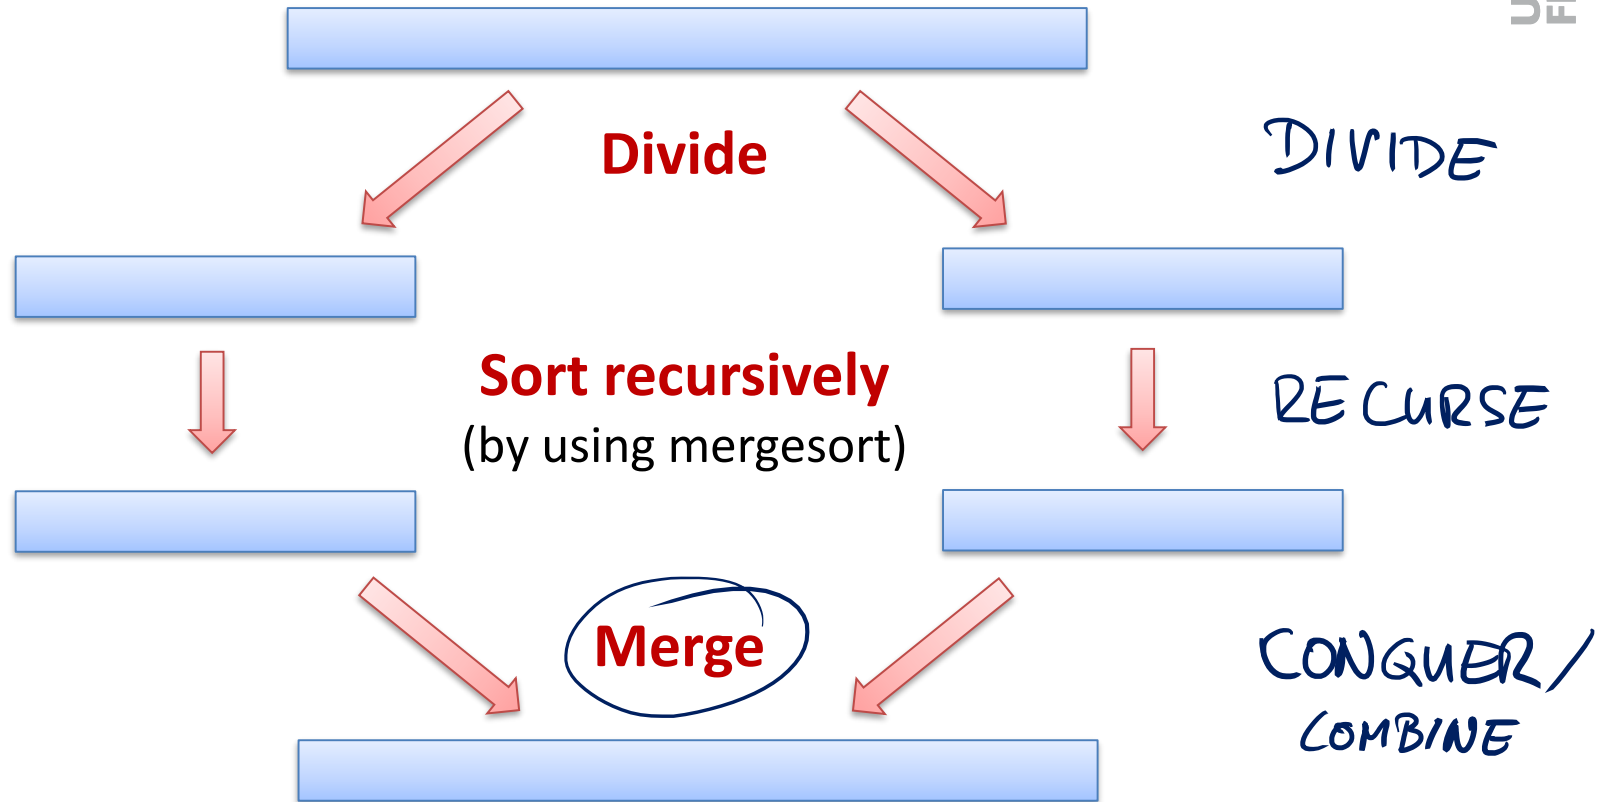 Divide
DIVIDE
Sort recursively
(by using mergesort)
RECURSE
Merge
CONQUER/
COMBINE